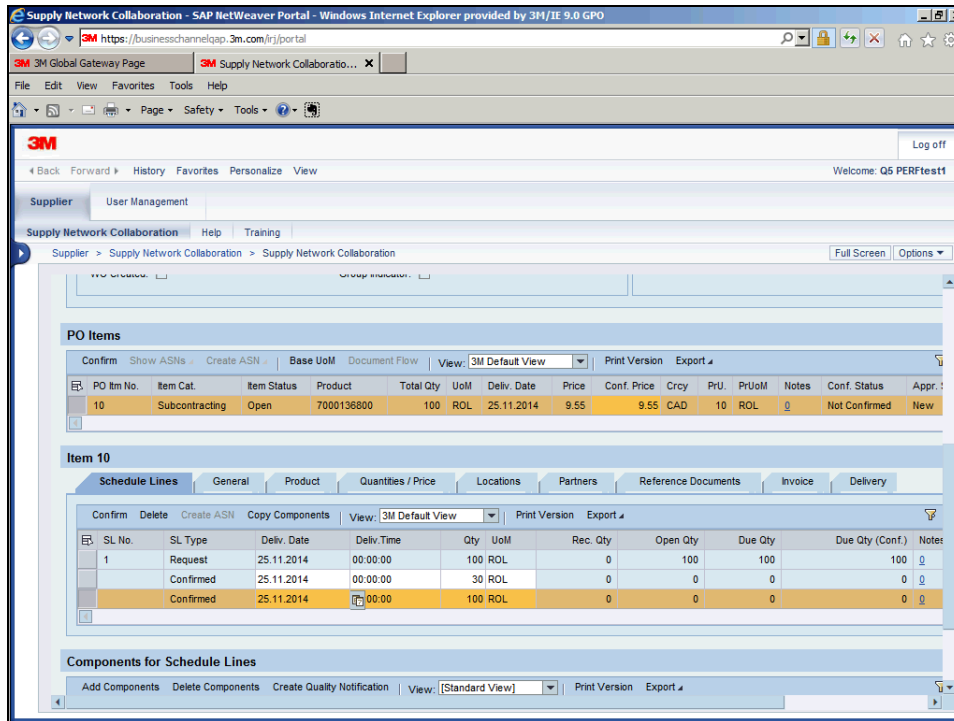 Supply Network Collaboration - SAP NetWeaver Portal - Windows Internet Explorer provided by 3M/IE 9.0 GPO
3M https://businesschannelqap.3m.com/irj/portal
3M 3M Global Gateway Page 3M Supply Network Collaboratio... X
File Edit View Favorites Tools Help
Page Safety Tools
3M Log off
Back Forward History Favorites Personalize View Welcome: Q5 PERFtest1
Supplier User Management
Supply Network Collaboration Help Training
Supplier > Supply Network Collaboration > Supply Network Collaboration Full Screen Options
WO Created: Group Indicator:
PO Items
Confirm Show ASNs Create ASN Base UoM Document Flow View: 3M Default View Print Version Export
PO Itm No. Item Cat. Item Status Product Total Qty UoM Deliv. Date Price Conf. Price Crcy PrU. PrUoM Notes Conf. Status Appr.
10 Subcontracting Open 7000136800 100 ROL 25.11.2014 9.55 9.55 CAD 10 ROL 0 Not Confirmed New
Item 10
Schedule Lines General Product Quantities / Price Locations Partners Reference Documents Invoice Delivery
Confirm Delete Create ASN Copy Components View: 3M Default View Print Version Export
SL No. SL Type Deliv. Date Deliv.Time Qty UoM Rec. Qty Open Qty Due Qty Due Qty (Conf.) Notes
1 Request 25.11.2014 00:00:00 100 ROL 0 100 100 100 0
Confirmed 25.11.2014 00:00:00 30 ROL 0 0 0 0 0
Confirmed 25.11.2014 00:00 100 ROL 0 0 0 0 0
Components for Schedule Lines
Add Components Delete Components Create Quality Notification View: [Standard View] Print Version Export